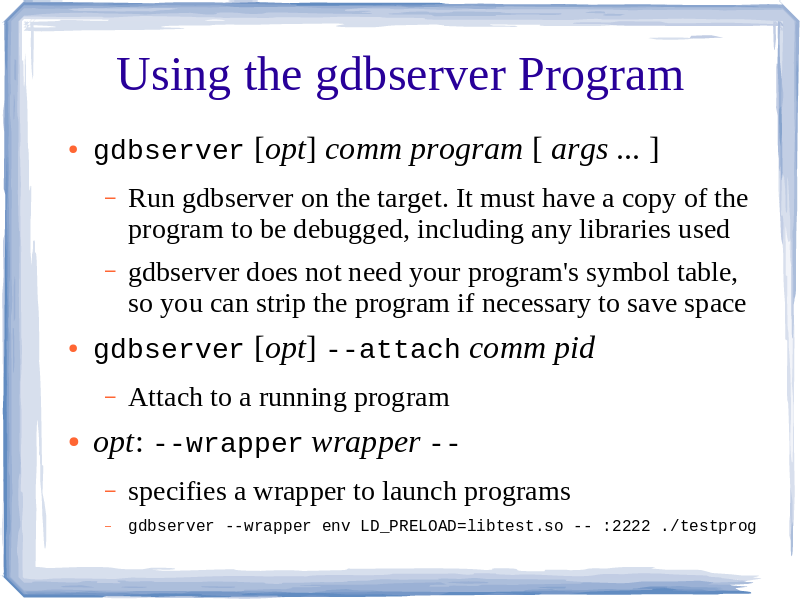 Using the gdbserver Program
• gdbserver [opt] comm program [ args ... ]
– Run gdbserver on the target. It must have a copy of the
program to be debugged, including any libraries used
– gdbserver does not need your program's symbol table,
so you can strip the program if necessary to save space
• gdbserver [opt] --attach comm pid
– Attach to a running program
• opt: --wrapper wrapper --
– specifies a wrapper to launch programs
– gdbserver --wrapper env LD_PRELOAD=libtest.so -- :2222 ./testprog